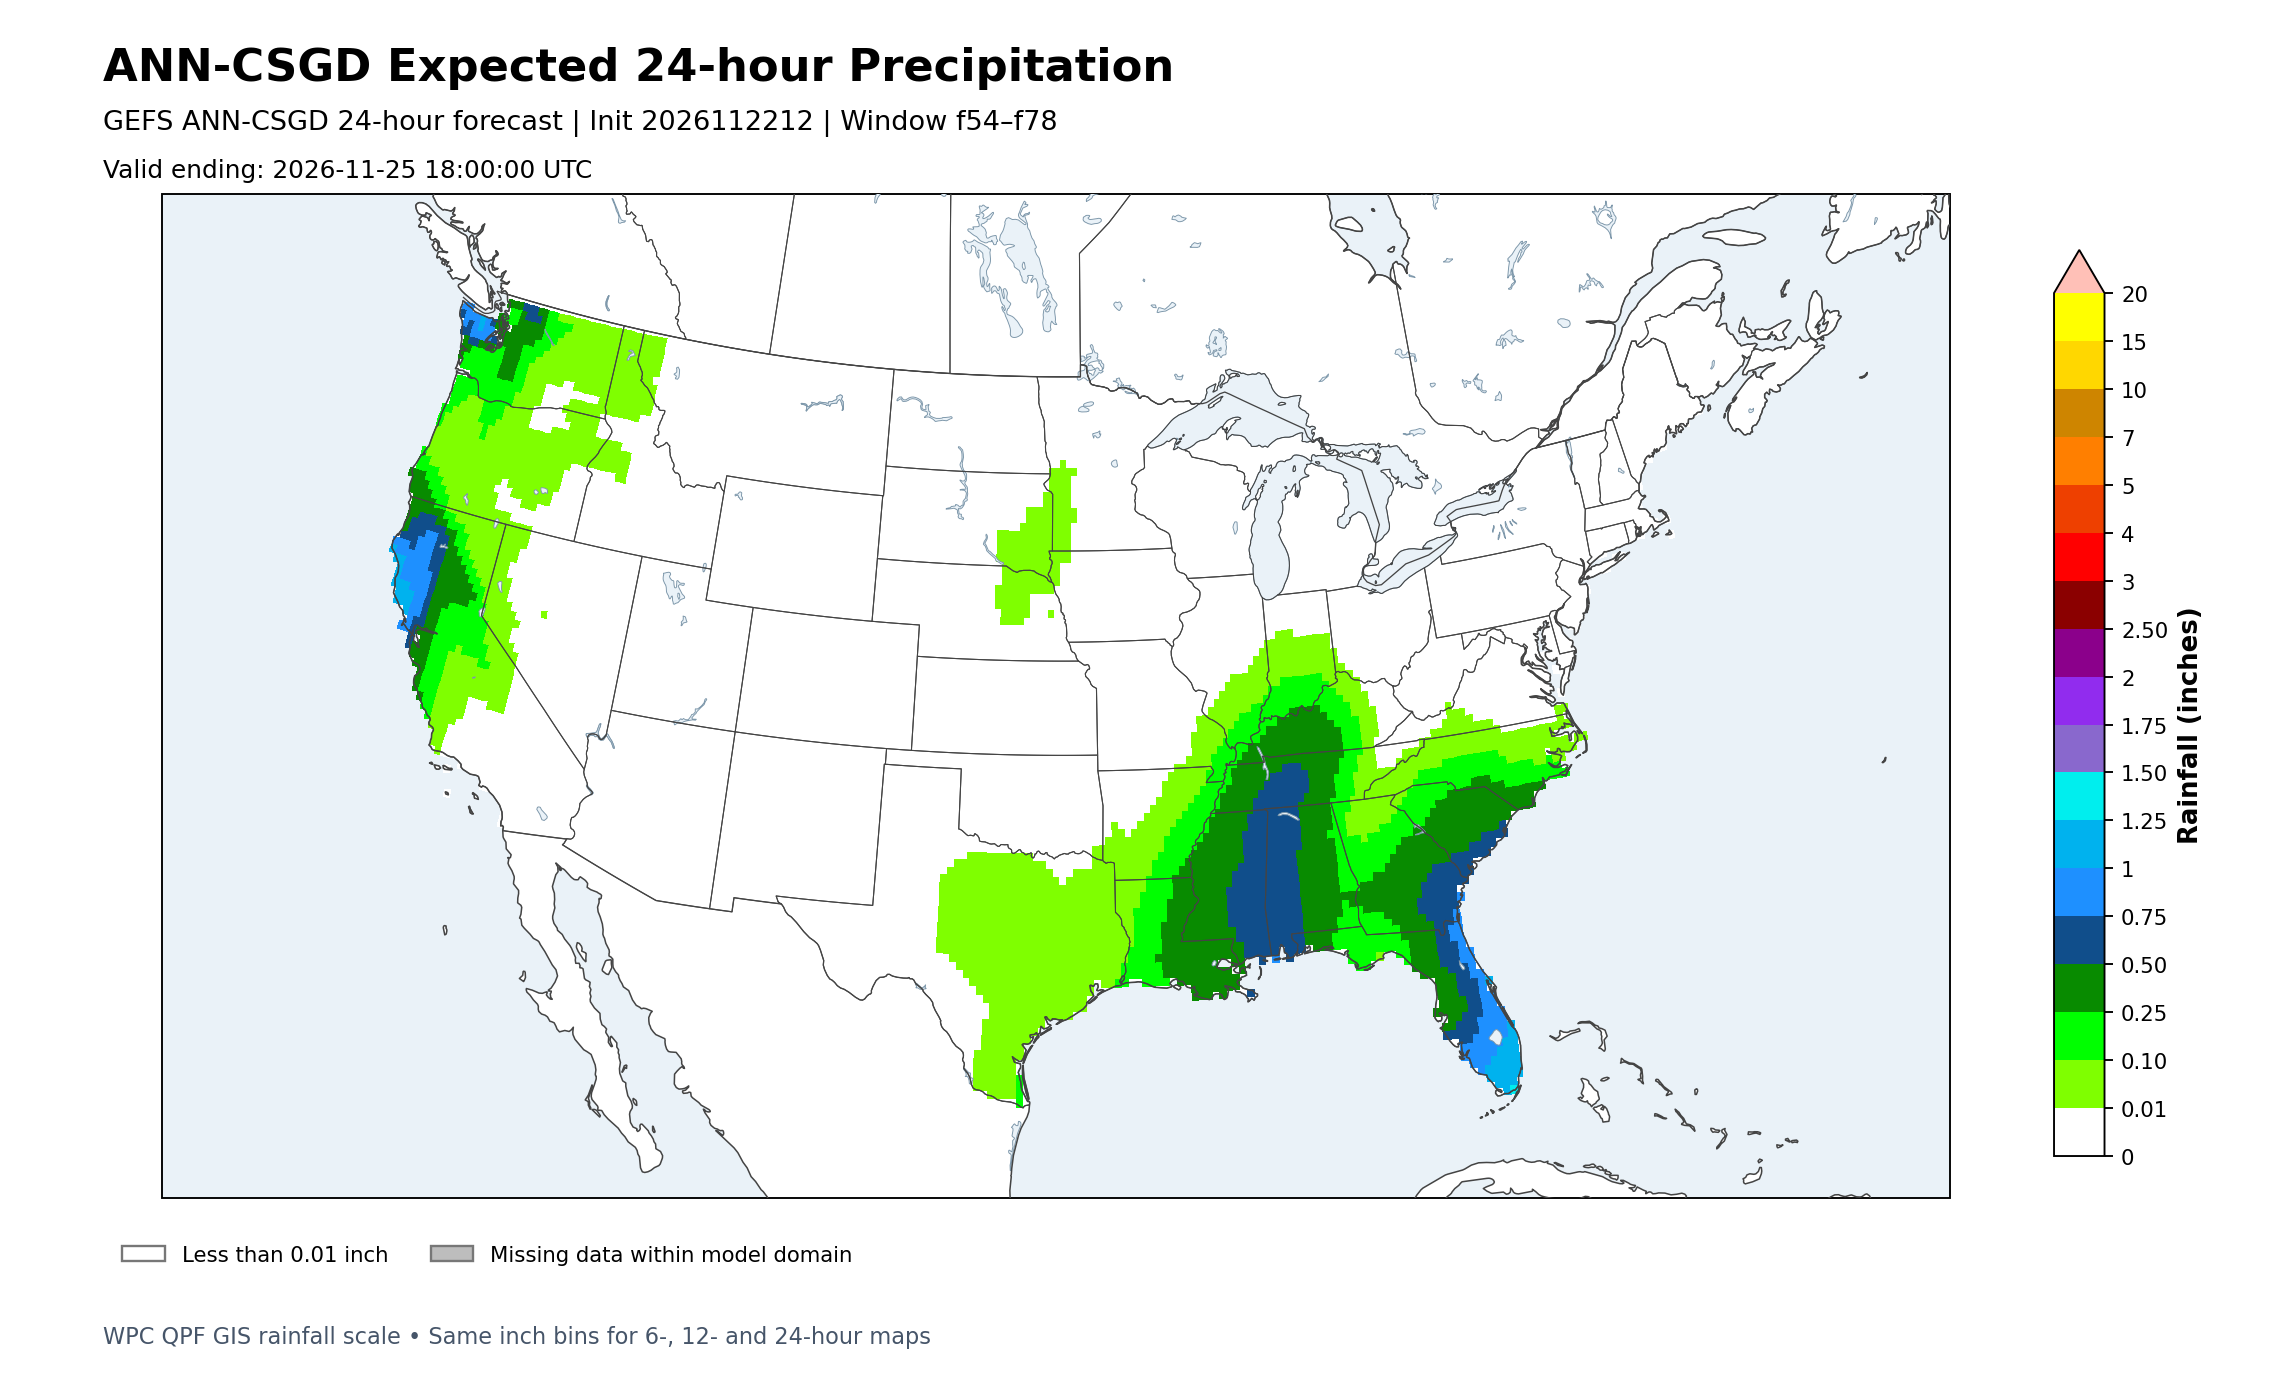 ANN-CSGD Expected 24-hour Precipitation
GEFS ANN-CSGD 24-hour forecast | Init 2026112212 | Window f54–f78
Valid ending: 2026-11-25 18:00:00 UTC
20
15
10
7
5
4
3
2.50
2
1.75
1.50
1.25
1
0.75
0.50
0.25
0.10
0.01
0
Rainfall (inches)
Less than 0.01 inch
Missing data within model domain
WPC QPF GIS rainfall scale • Same inch bins for 6-, 12- and 24-hour maps